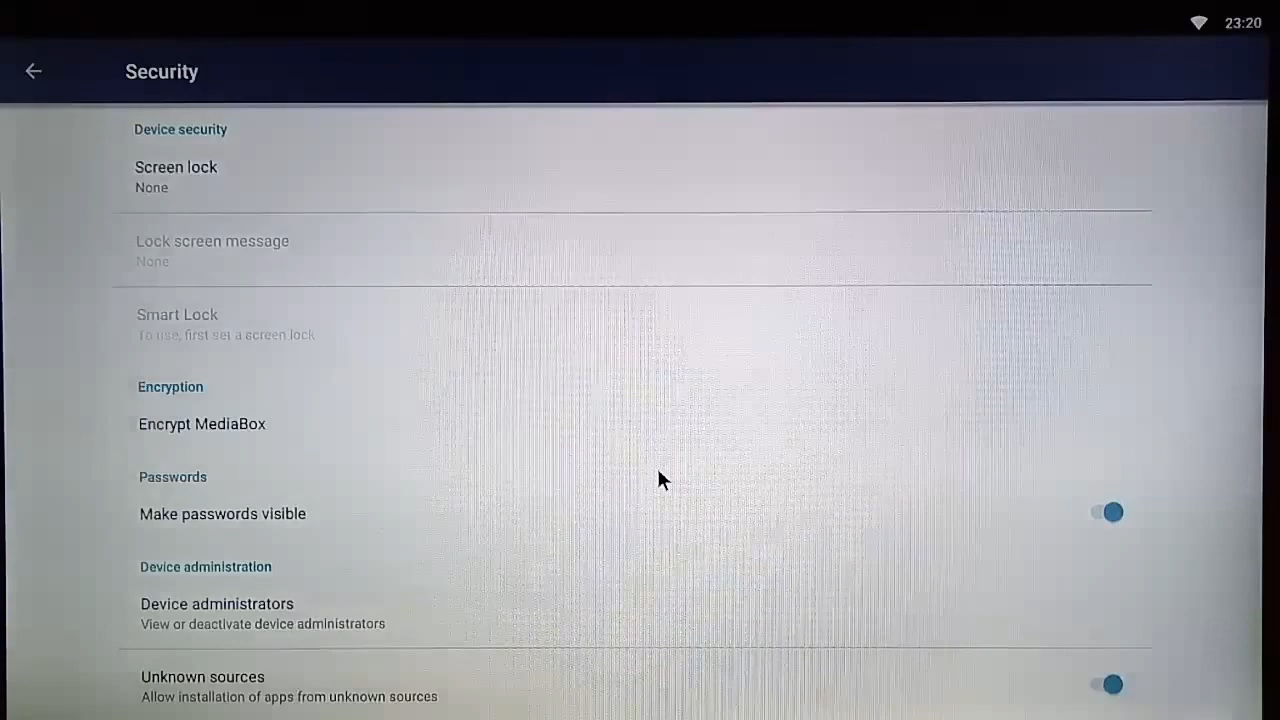 23:20
Security
Device security
Screen lock
None
Lock screen message
None
Smart Lock
To use, first set a screen lock
Encryption
Encrypt MediaBox
Passwords
Make passwords visible
Device administration
Device administrators
View or deactivate device administrators
Unknown sources
Allow installation of apps from unknown sources